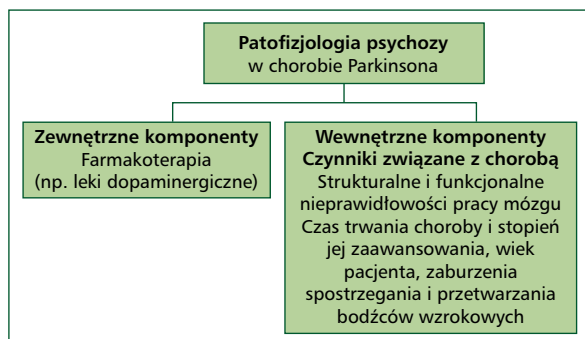 Patofizjologia psychozy
w chorobie Parkinsona
Zewnętrzne komponenty
Farmakoterapia
(np. leki dopaminergiczne)
Wewnętrzne komponenty
Czynniki związane z chorobą
Strukturalne i funkcjonalne
nieprawidłowości pracy mózgu
Czas trwania choroby i stopień
jej zaawansowania, wiek
pacjenta, zaburzenia
spostrzegania i przetwarzania
bodźców wzrokowych